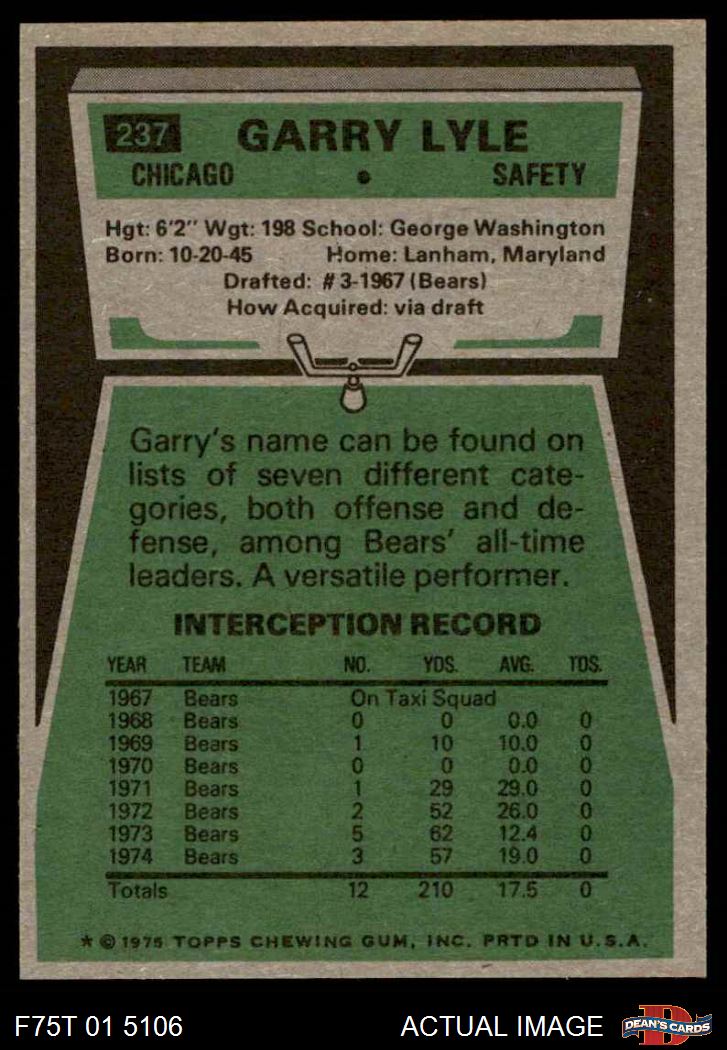 237 GARRY LYLE
CHICAGO • SAFETY
Hgt: 6'2" Wgt: 198 School: George Washington
Born: 10-20-45 Home: Lanham, Maryland
Drafted: #3-1967 (Bears)
How Acquired: via draft
Garry's name can be found on
lists of seven different cate-
gories, both offense and de-
fense, among Bears' all-time
leaders. A versatile performer.
INTERCEPTION RECORD
YEAR TEAM NO. YDS. AVG. TDS.
1967 Bears On Taxi Squad
1968 Bears 0 0 0.0 0
1969 Bears 1 10 10.0 0
1970 Bears 0 0 0.0 0
1971 Bears 1 29 29.0 0
1972 Bears 2 52 26.0 0
1973 Bears 5 62 12.4 0
1974 Bears 3 57 19.0 0
Totals 12 210 17.5 0
* © 1975 TOPPS CHEWING GUM, INC. PRTD IN U.S.A.
F75T 01 5106 ACTUAL IMAGE D DEAN'S CARDS